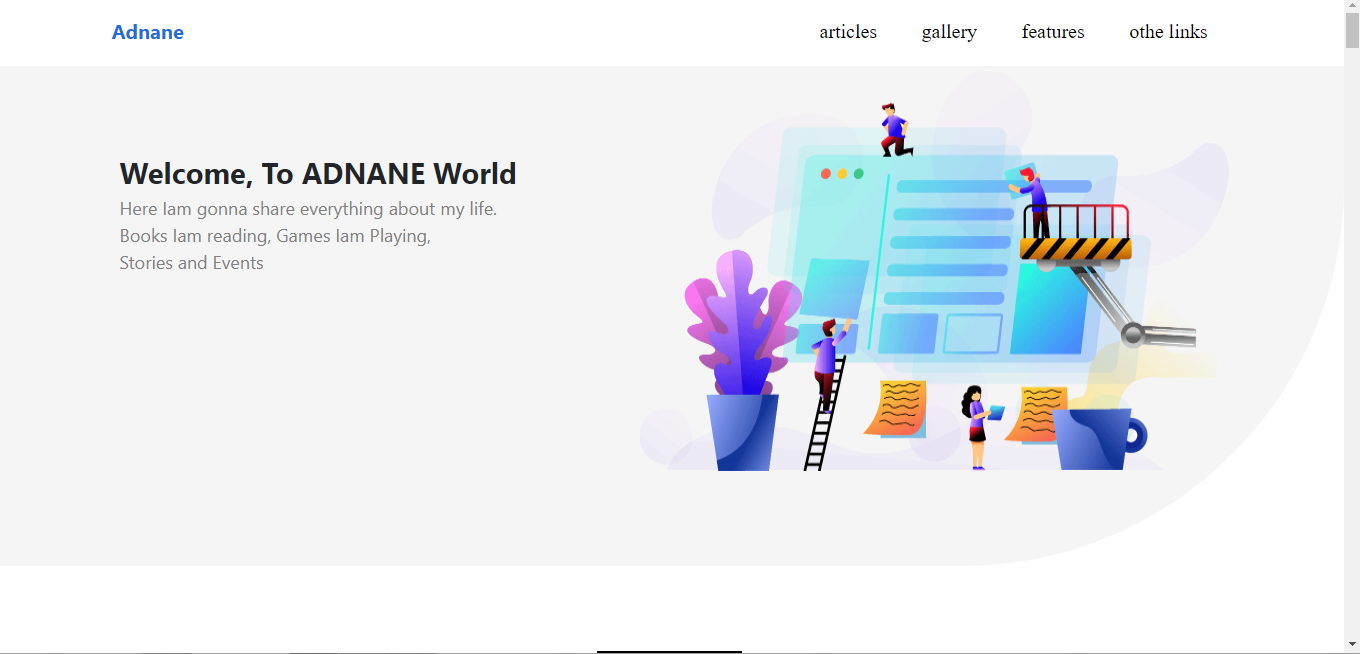 Adnane
articles gallery features othe links
Welcome, To ADNANE World
Here Iam gonna share everything about my life.
Books Iam reading, Games Iam Playing,
Stories and Events